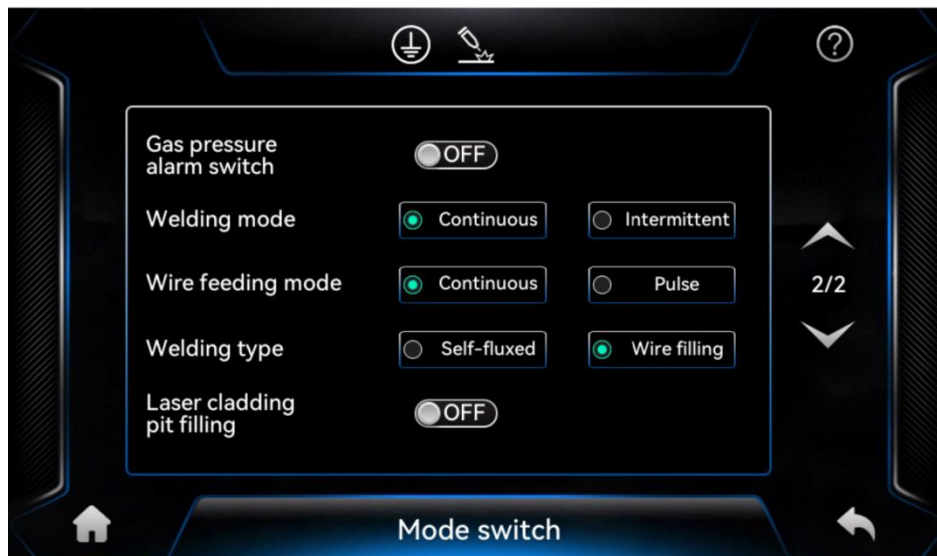 Gas pressure
alarm switch
OFF
Welding mode
Continuous
Intermittent
Wire feeding mode
Continuous
Pulse
2/2
Welding type
Self-fluxed
Wire filling
Laser cladding
pit filling
OFF
Mode switch